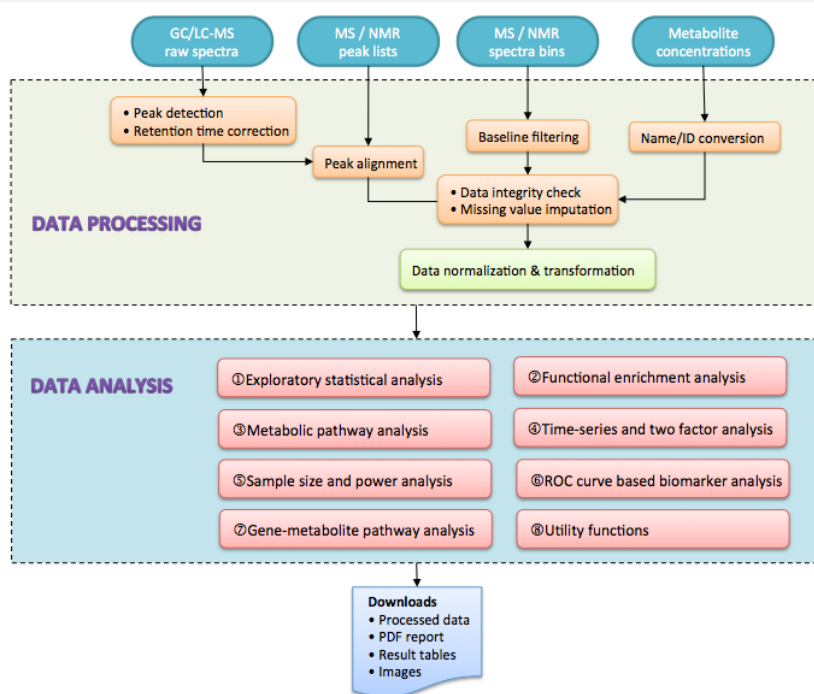 GC/LC-MS
raw spectra
MS / NMR
peak lists
MS / NMR
spectra bins
Metabolite
concentrations
• Peak detection
• Retention time correction
Peak alignment
Baseline filtering
Name/ID conversion
• Data integrity check
• Missing value imputation
DATA PROCESSING
Data normalization & transformation
DATA ANALYSIS
①Exploratory statistical analysis
②Functional enrichment analysis
③Metabolic pathway analysis
④Time-series and two factor analysis
⑤Sample size and power analysis
⑥ROC curve based biomarker analysis
⑦Gene-metabolite pathway analysis
⑧Utility functions
Downloads
• Processed data
• PDF report
• Result tables
• Images